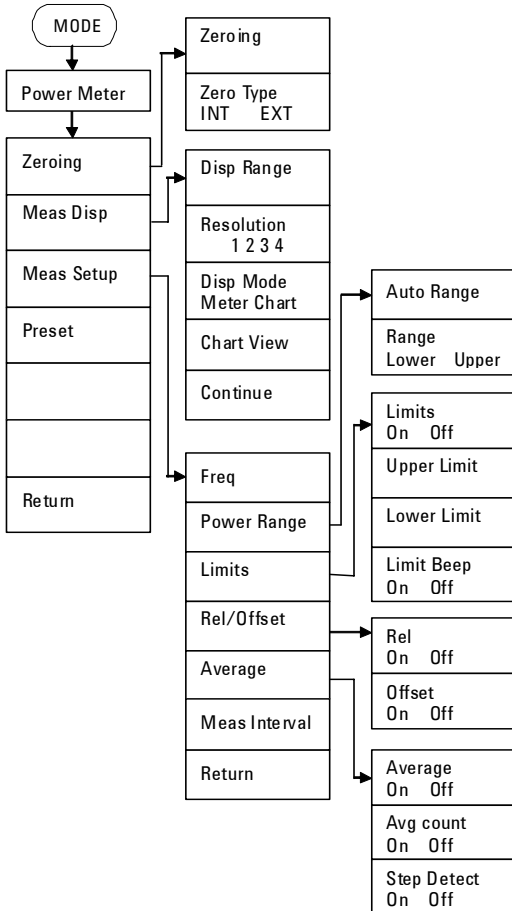 MODE
Power Meter
Zeroing
Meas Disp
Meas Setup
Preset
Return
Zeroing
Zero Type
INT EXT
Disp Range
Resolution
1 2 3 4
Disp Mode
Meter Chart
Chart View
Continue
Freq
Power Range
Limits
Rel/Offset
Average
Meas Interval
Return
Auto Range
Range
Lower Upper
Limits
On Off
Upper Limit
Lower Limit
Limit Beep
On Off
Rel
On Off
Offset
On Off
Average
On Off
Avg count
On Off
Step Detect
On Off